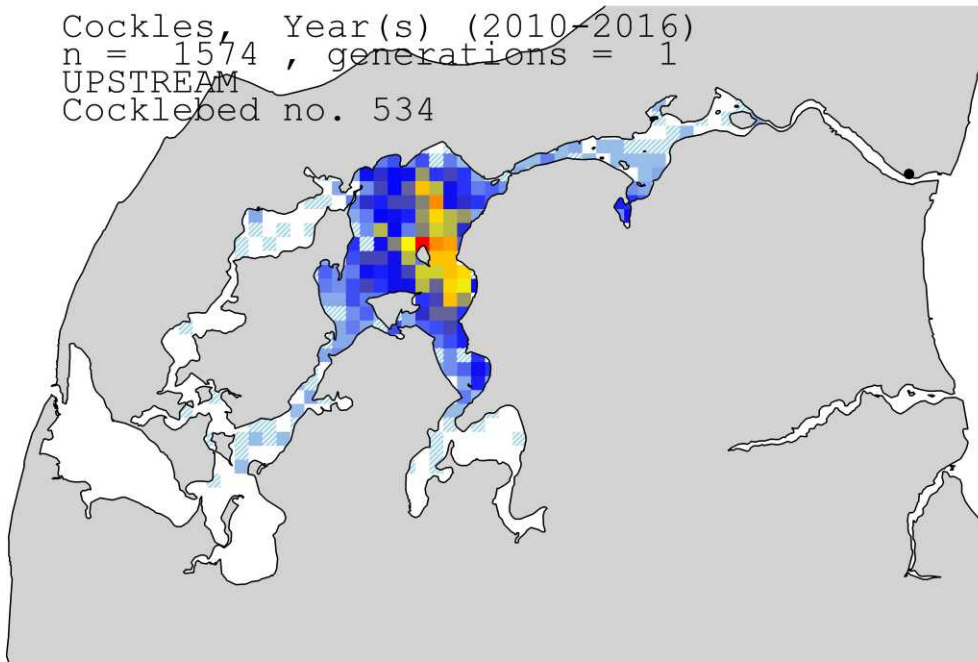 Cockles, Year(s) (2010-2016)
n = 1574 , generations = 1
UPSTREAM
Cocklebed no. 534